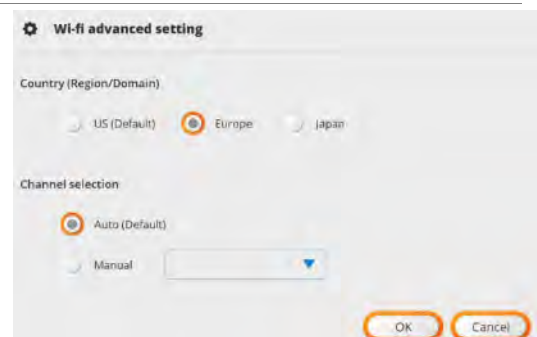 Wi-fi advanced setting
Country (Region/Domain)
US (Default) Europe Japan
Channel selection
Auto (Default)
Manual
OK Cancel